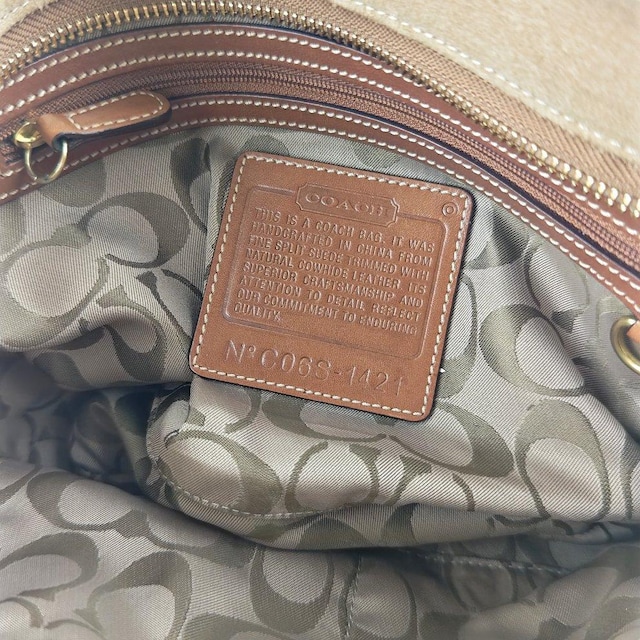 COACH
©
THIS IS A COACH BAG. IT WAS
HANDCRAFTED IN CHINA FROM
FINE SPLIT SUEDE TRIMMED WITH
NATURAL COWHIDE LEATHER. ITS
SUPERIOR CRAFTSMANSHIP AND
ATTENTION TO DETAIL REFLECT
OUR COMMITMENT TO ENDURING
QUALITY.
Nº C06S-1421